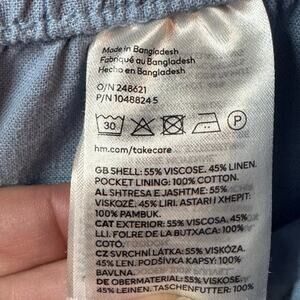 Made in Bangladesh
Fabriqué au Bangladesh
Hecho en Bangladesh
O/N 248621
P/N 10488245
30
P
hm.com/takecare
GB SHELL: 55% VISCOSE. 45% LINEN.
POCKET LINING: 100% COTTON.
AL SHTRESA E JASHTME: 55%
VISKOZË. 45% LIRI. ASTARI I XHEPIT:
100% PAMBUK.
CAT EXTERIOR: 55% VISCOSA. 45%
LLI. FOLRE DE LA BUTXACA: 100%
COTÓ.
CZ SVRCHNÍ LÁTKA: 55% VISKÓZA.
45% LEN. PODŠÍVKA KAPSY: 100%
BAVLNA.
DE OBERMATERIAL: 55% VISKOSE.
45% LEINEN. TASCHENFUTTER: 100%